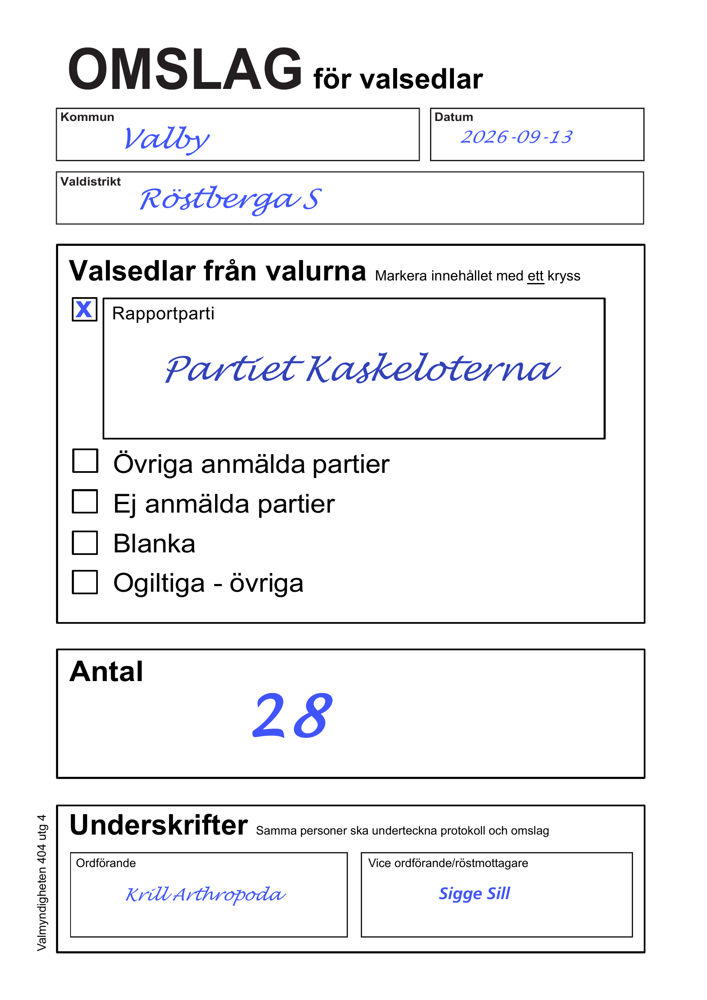 OMSLAG för valsedlar
Kommun
Valby
Datum
2026-09-13
Valdistrikt
Röstberga S
Valsedlar från valurna Markera innehållet med ett kryss
X
Rapportparti
Partiet Kaskeloterna
Övriga anmälda partier
Ej anmälda partier
Blanka
Ogiltiga - övriga
Antal
28
Underskrifter Samma personer ska underteckna protokoll och omslag
Ordförande
Krill Arthropoda
Vice ordförande/röstmottagare
Sigge Sill
Valmyndigheten 404 utg 4